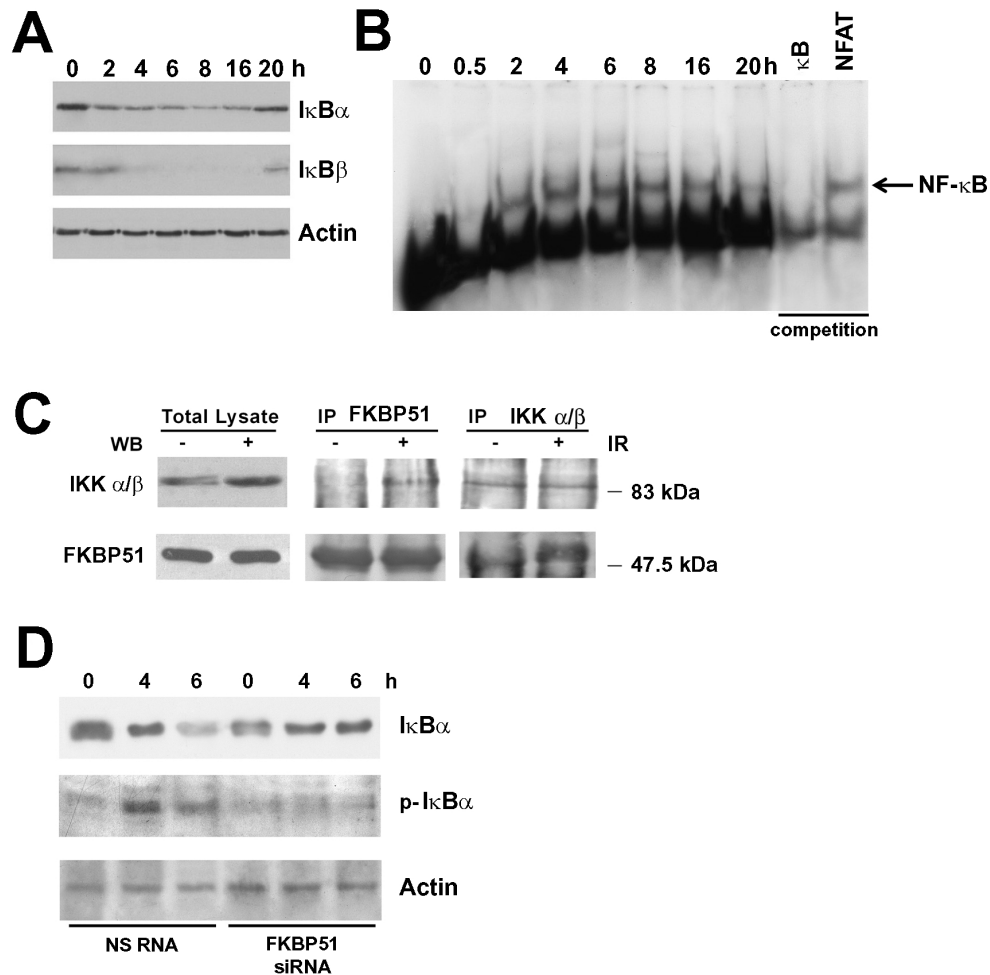 A
0 2 4 6 8 16 20 h
IκBα
IκBβ
Actin
B
0 0.5 2 4 6 8 16 20h κB NFAT
NF-κB
competition
C
Total Lysate IP FKBP51 IP IKK α/β
WB - + - + - + IR
IKK α/β
83 kDa
FKBP51
47.5 kDa
D
0 4 6 0 4 6 h
IκBα
p-IκBα
Actin
NS RNA FKBP51
siRNA